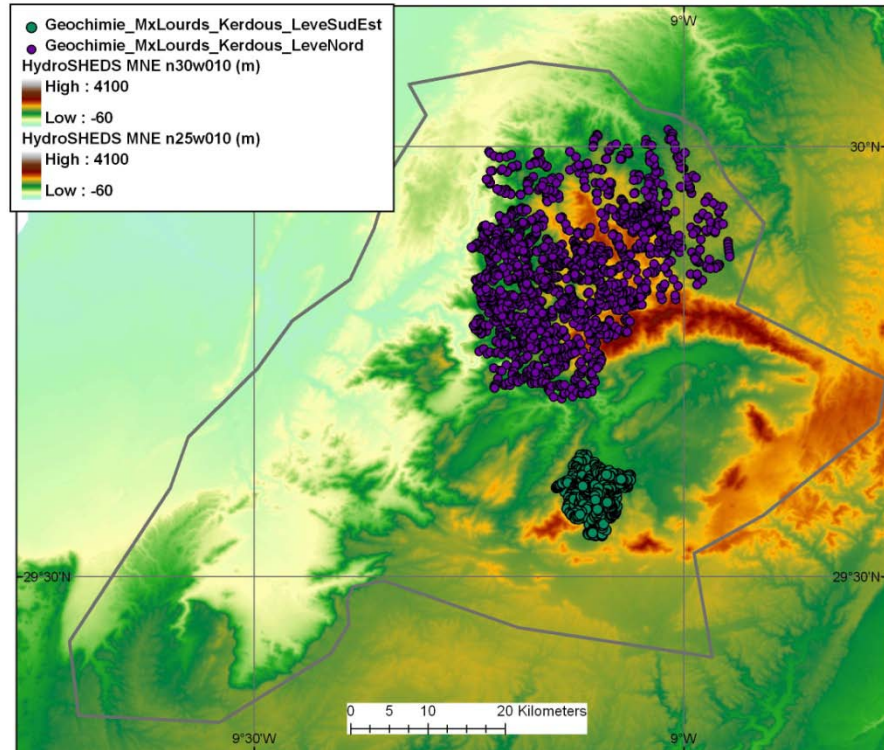 Geochimie_MxLourds_Kerdous_LeveSudEst
Geochimie_MxLourds_Kerdous_LeveNord
HydroSHEDS MNE n30w010 (m)
High : 4100
Low : -60
HydroSHEDS MNE n25w010 (m)
High : 4100
Low : -60
9°W
30°N
29°30'N
29°30'N
0 5 10 20 Kilometers
9°30'W
9°W